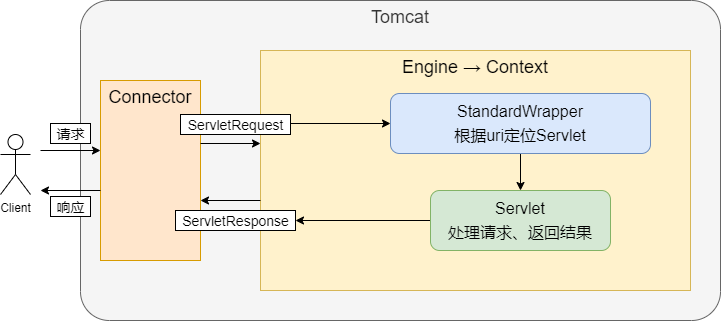 Tomcat
Engine → Context
Connector
StandardWrapper
根据uri定位Servlet
ServletRequest
请求
Client
响应
ServletResponse
Servlet
处理请求、返回结果